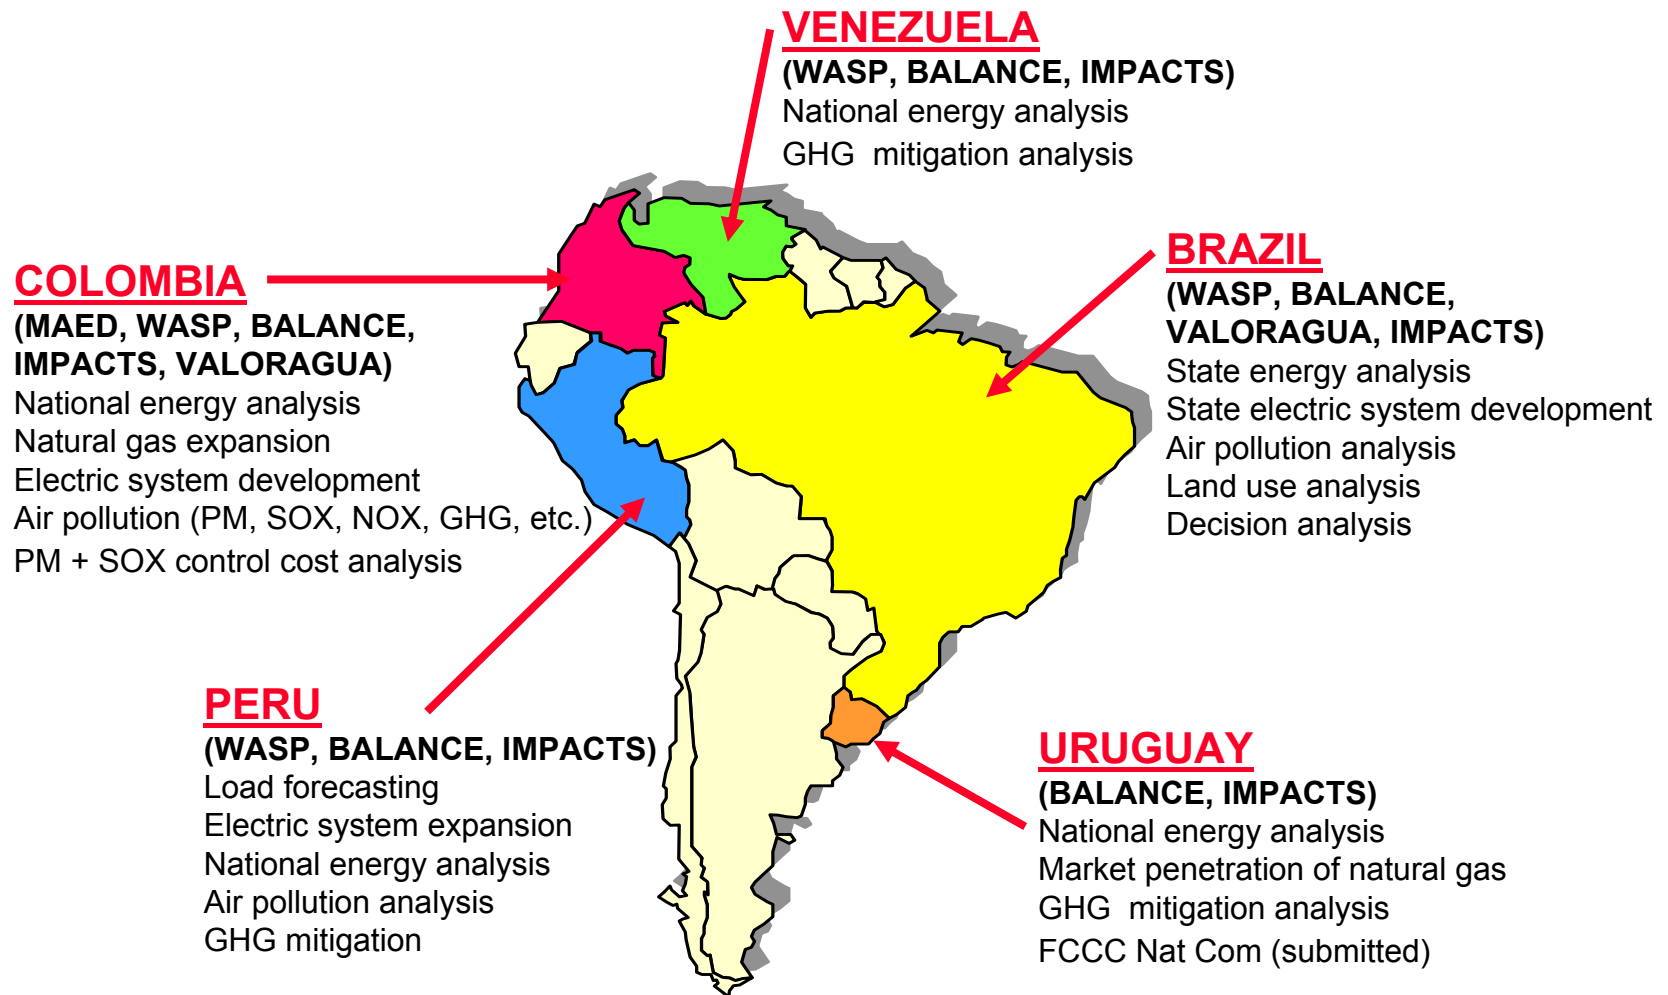 VENEZUELA
(WASP, BALANCE, IMPACTS)
National energy analysis
GHG  mitigation analysis
COLOMBIA
(MAED, WASP, BALANCE,
IMPACTS, VALORAGUA)
National energy analysis
Natural gas expansion
Electric system development
Air pollution (PM, SOX, NOX, GHG, etc.)
PM + SOX control cost analysis
BRAZIL
(WASP, BALANCE,
VALORAGUA, IMPACTS)
State energy analysis
State electric system development
Air pollution analysis
Land use analysis
Decision analysis
PERU
(WASP, BALANCE, IMPACTS)
Load forecasting
Electric system expansion
National energy analysis
Air pollution analysis
GHG mitigation
URUGUAY
(BALANCE, IMPACTS)
National energy analysis
Market penetration of natural gas
GHG  mitigation analysis
FCCC Nat Com (submitted)